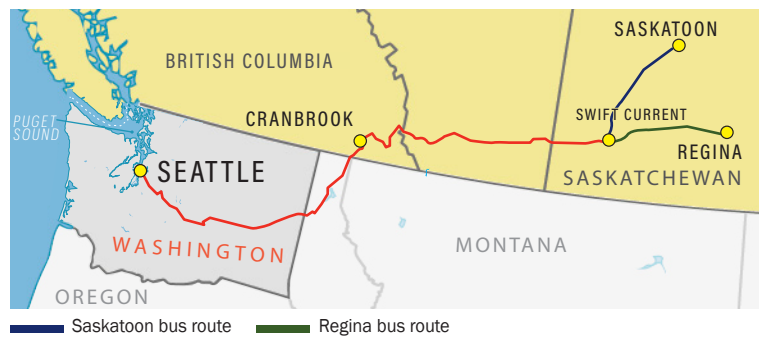 SASKATOON
BRITISH COLUMBIA
CRANBROOK
SWIFT CURRENT
PUGET
SOUND
REGINA
SEATTLE
SASKATCHEWAN
WASHINGTON
MONTANA
OREGON
Saskatoon bus route
Regina bus route